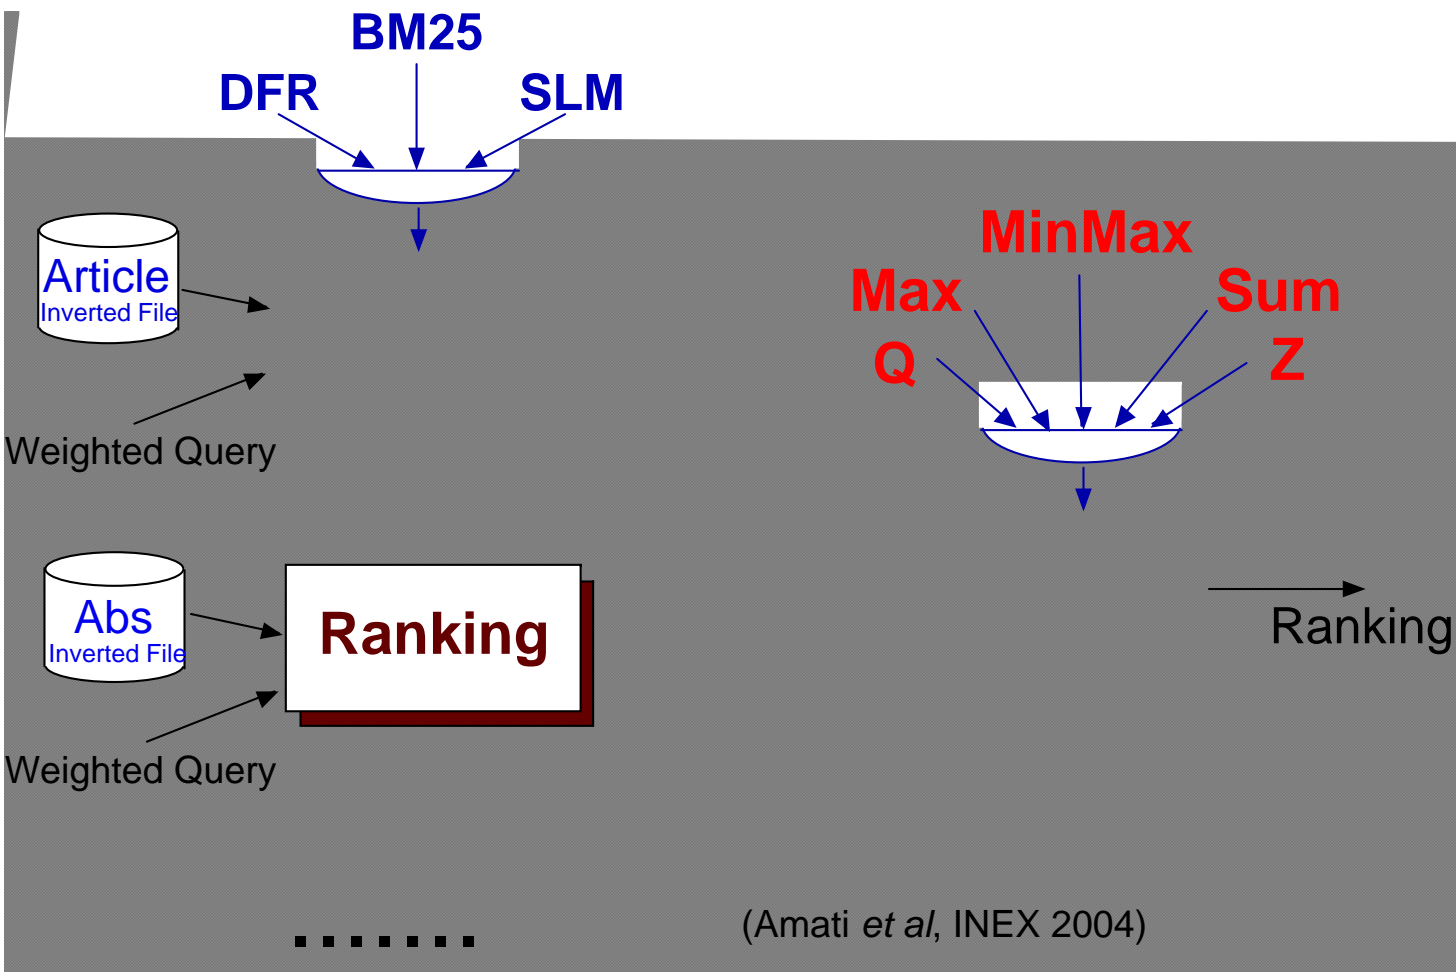 BM25
DFR
SLM
MinMax
Max
Sum
Q
Z
Article
Inverted File
Weighted Query
Abs
Inverted File
Ranking
Ranking
Weighted Query
(Amati et al, INEX 2004)
.......